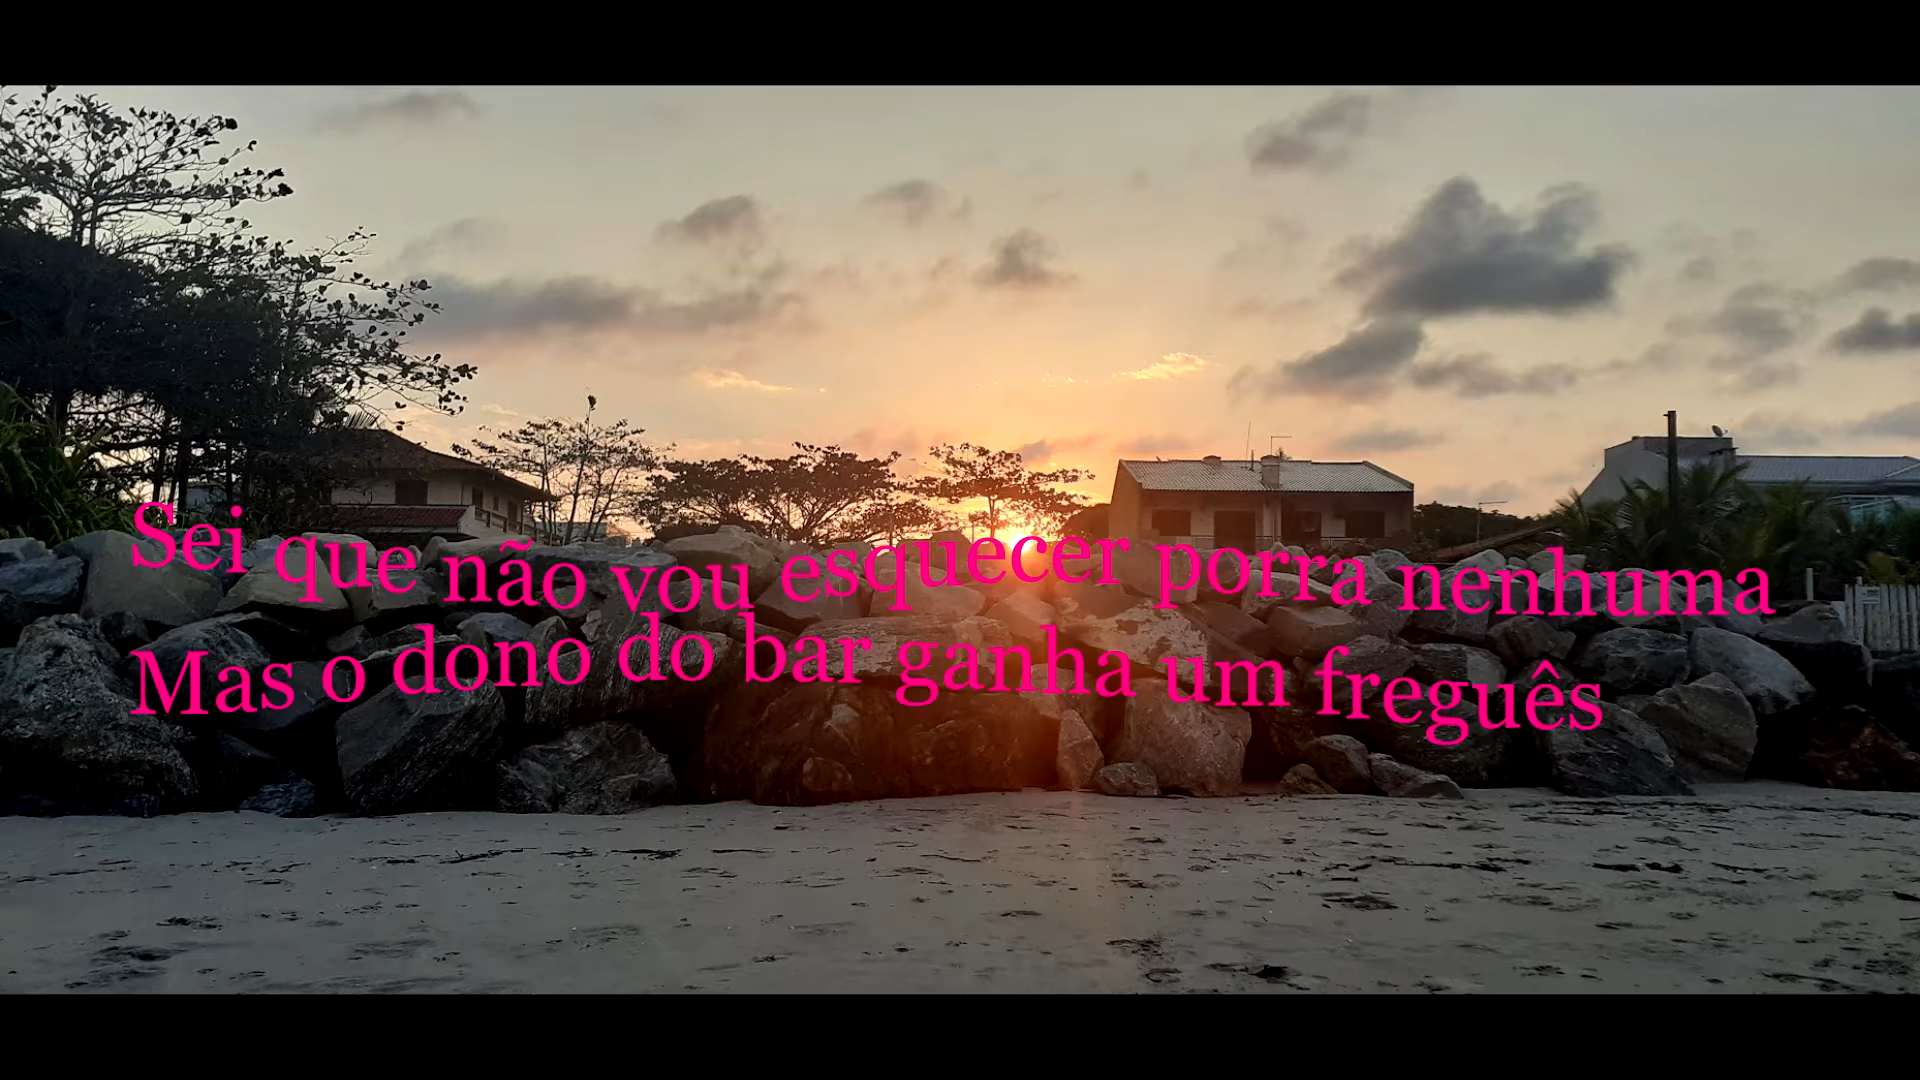 Sei que não vou esquecer porra nenhuma
Mas o dono do bar ganha um freguês